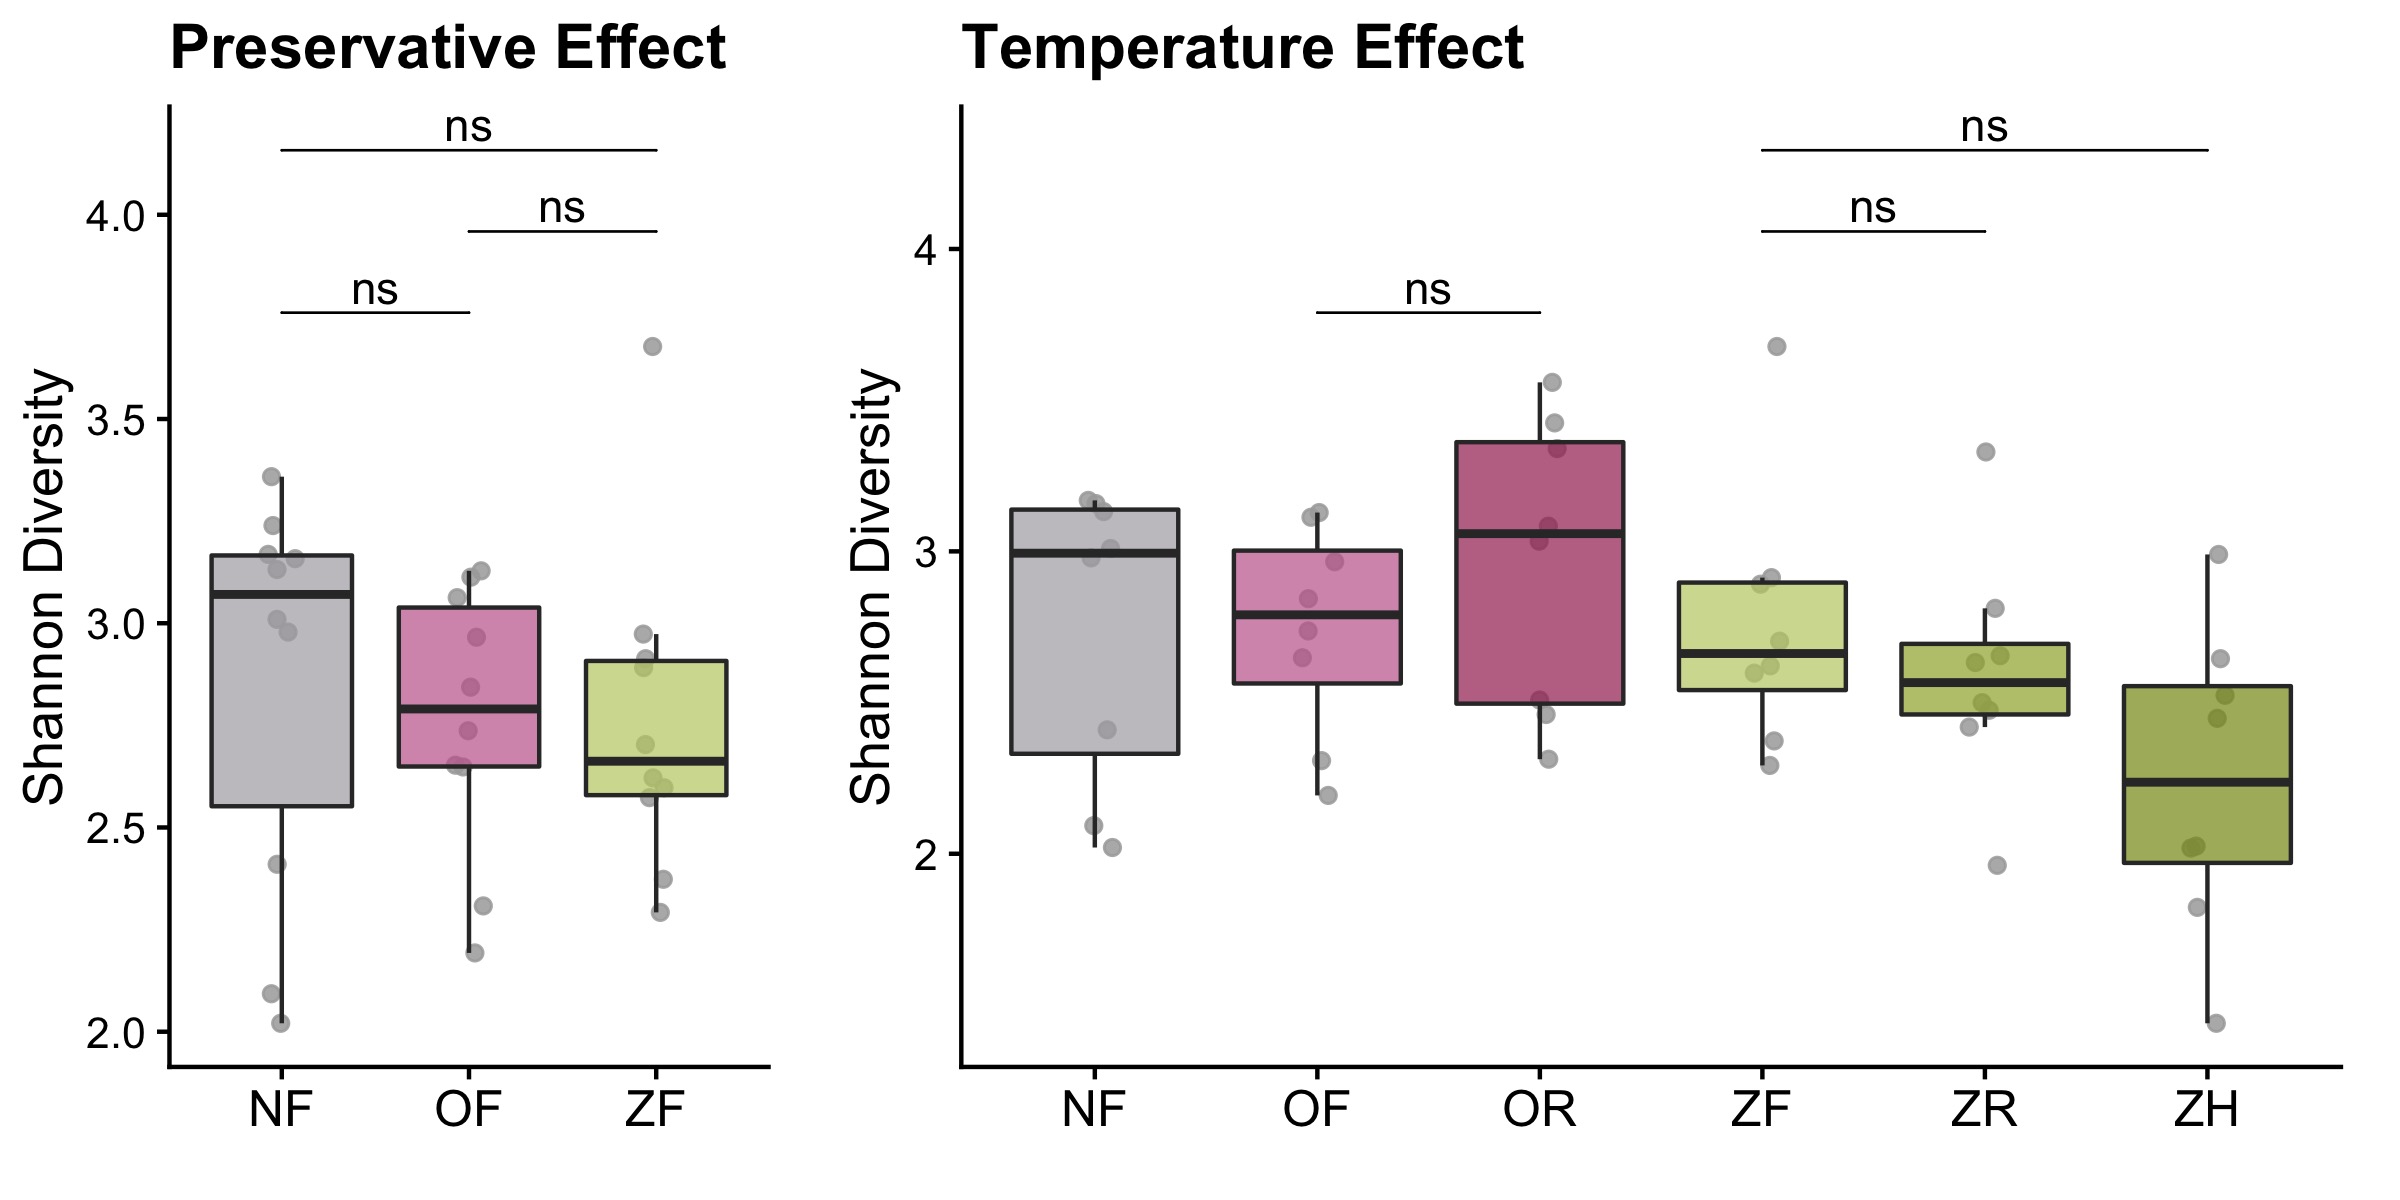 Preservative Effect
Shannon Diversity
4.0
3.5
3.0
2.5
2.0
ns
ns
ns
NF OF ZF
Temperature Effect
Shannon Diversity
4
3
2
ns
ns
ns
NF OF OR ZF ZR ZH